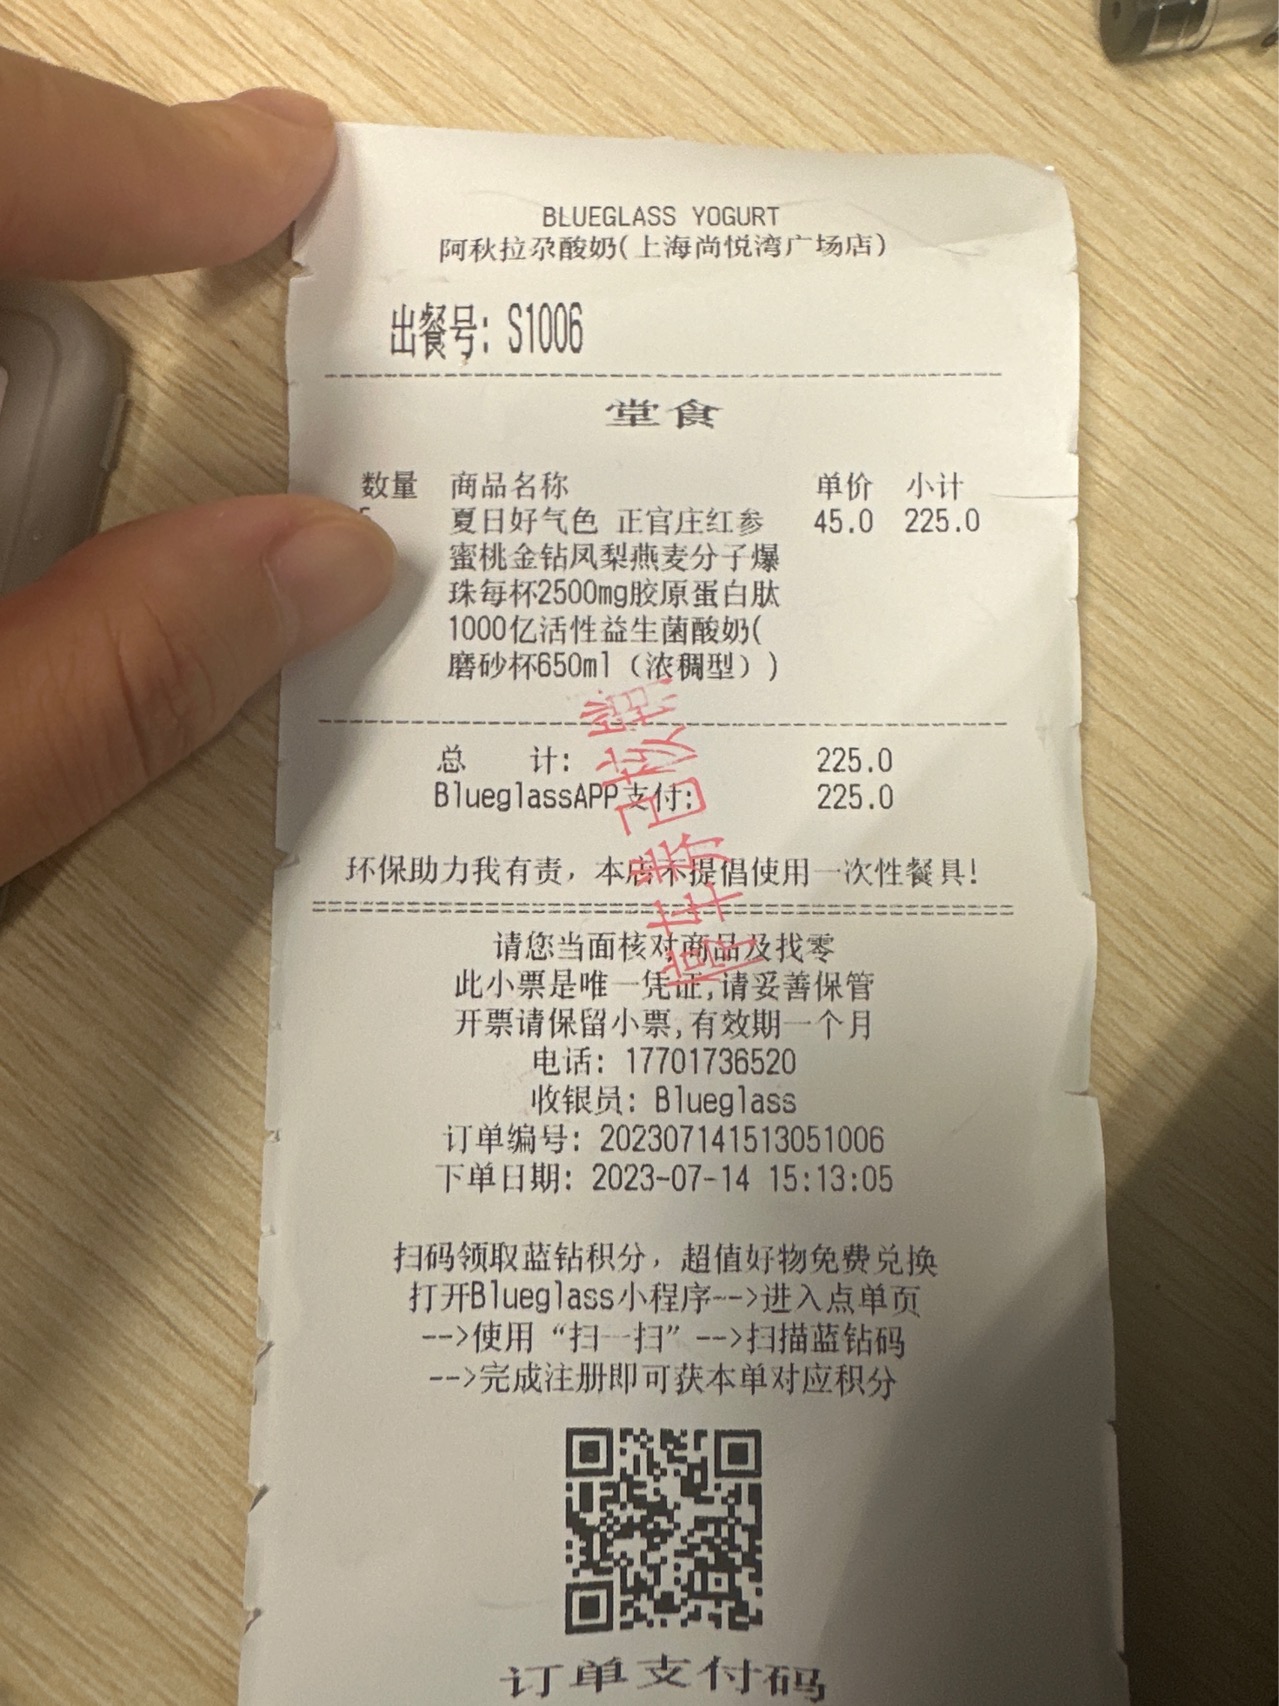 BLUEGLASS YOGURT
阿秋拉尕酸奶(上海尚悦湾广场店)
出餐号: S1006
堂食
数量 商品名称 单价 小计
夏日好气色 正官庄红参 45.0 225.0
蜜桃金钻凤梨燕麦分子爆
珠每杯2500mg胶原蛋白肽
1000亿活性益生菌酸奶(
磨砂杯650ml（浓稠型）)
总 计: 225.0
BlueglassAPP支付: 225.0
环保助力我有责，本店不提倡使用一次性餐具!
请您当面核对商品及找零
此小票是唯一凭证,请妥善保管
开票请保留小票,有效期一个月
电话: 17701736520
收银员: Blueglass
订单编号: 202307141513051006
下单日期: 2023-07-14 15:13:05
扫码领取蓝钻积分，超值好物免费兑换
打开Blueglass小程序-->进入点单页
-->使用“扫一扫”-->扫描蓝钻码
-->完成注册即可获本单对应积分
订单支付码